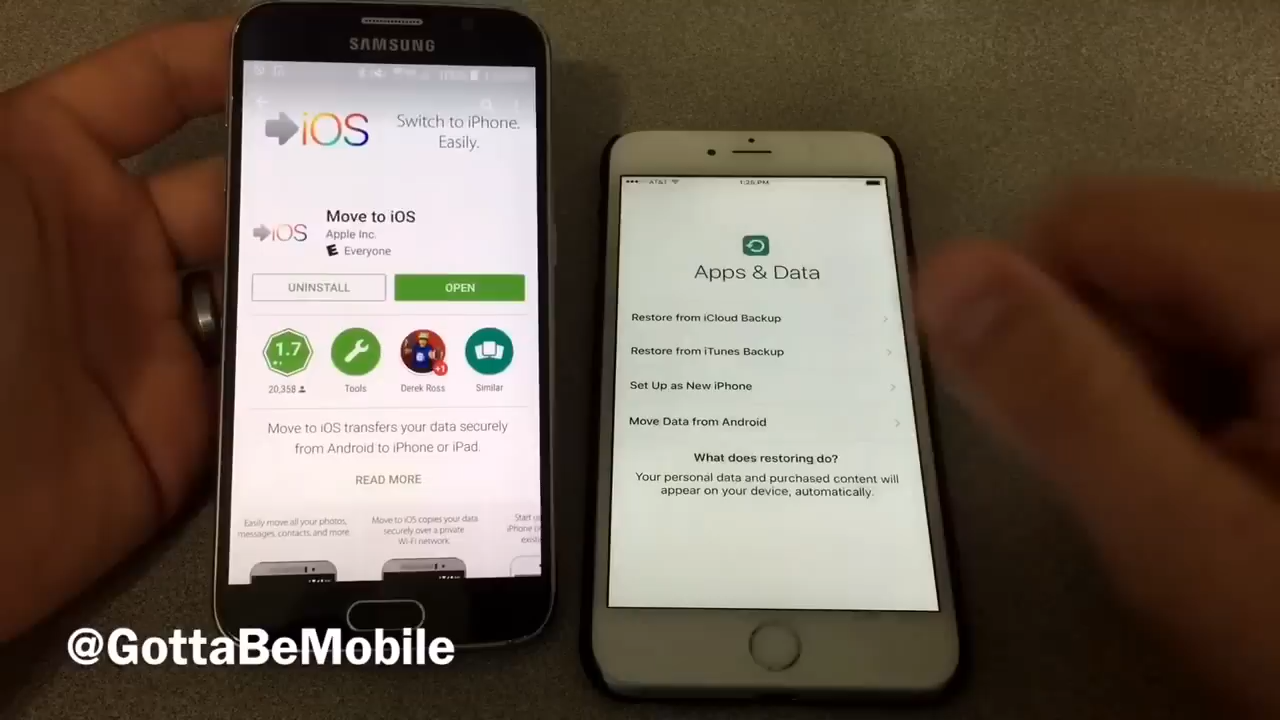 SAMSUNG
iOS
Switch to iPhone.
Easily.
iOS
Move to iOS
Apple Inc.
E Everyone
UNINSTALL
OPEN
1.7
+1
20,358
Tools
Derek Ross
Similar
Move to iOS transfers your data securely
from Android to iPhone or iPad.
READ MORE
Easily move all your photos,
messages, contacts, and more.
Move to iOS copies your data
securely over a private
Wi-Fi network.
AT&T
1:25 PM
Apps & Data
Restore from iCloud Backup
Restore from iTunes Backup
Set Up as New iPhone
Move Data from Android
What does restoring do?
Your personal data and purchased content will
appear on your device, automatically.
@GottaBeMobile